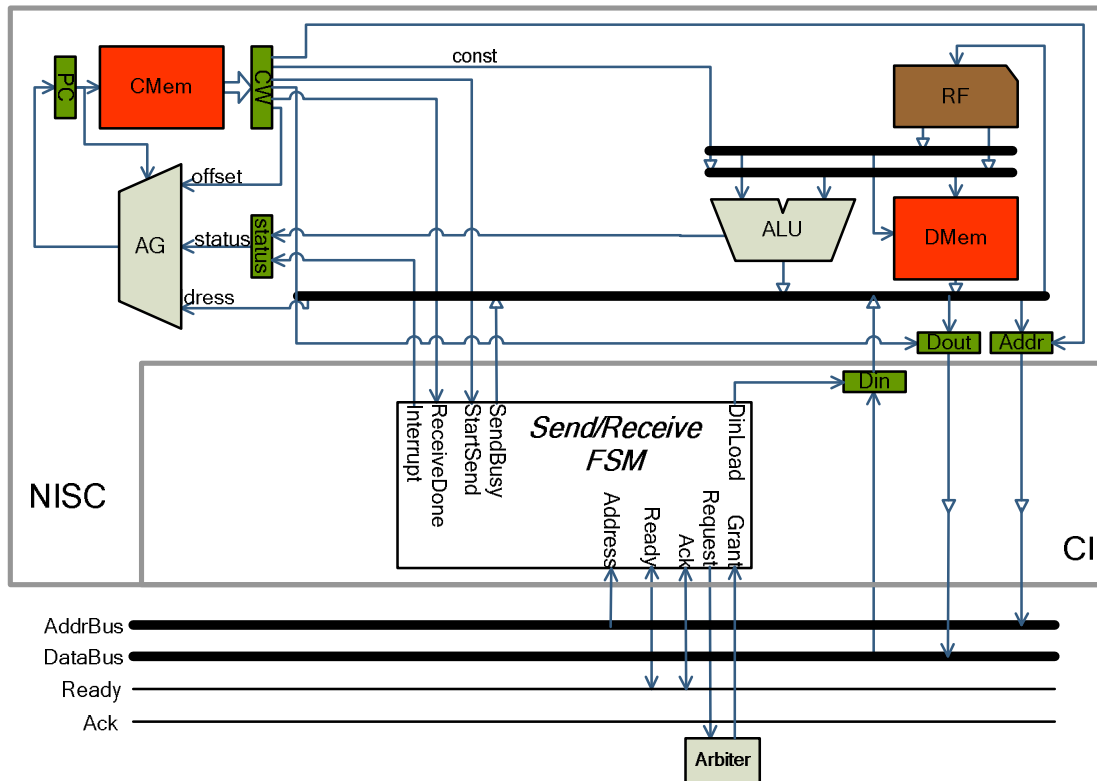 const
PC
CMem
CW
RF
offset
AG
status
status
ALU
DMem
dress
Dout
Addr
Din
Interrupt
ReceiveDone
StartSend
SendBusy
Send/Receive
FSM
DinLoad
NISC
Address
Ready
Ack
Request
Grant
CI
AddrBus
DataBus
Ready
Ack
Arbiter